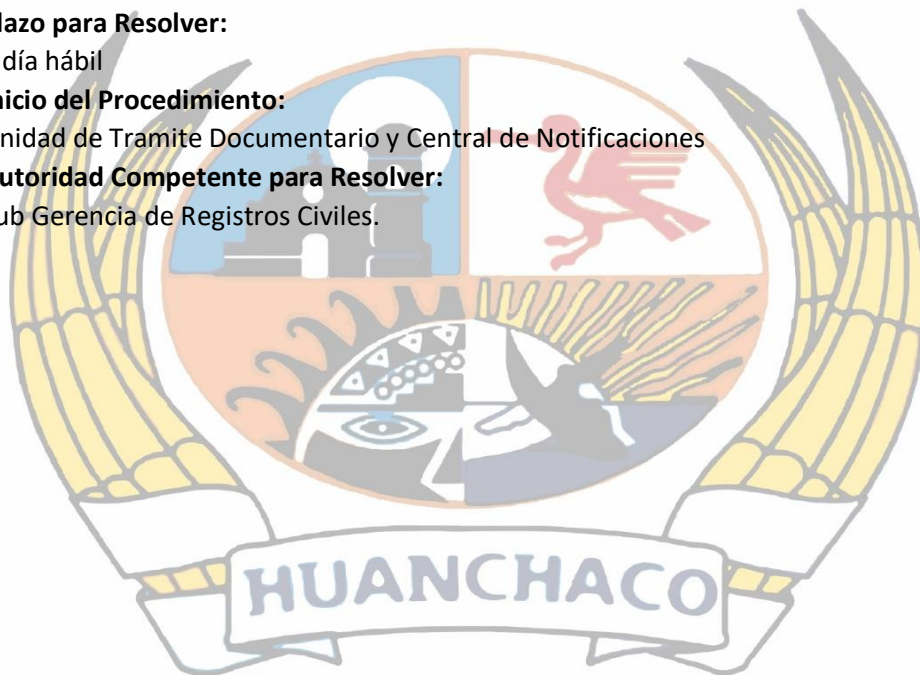 lazo para Resolver:
día hábil
nicio del Procedimiento:
nidad de Tramite Documentario y Central de Notificaciones
utoridad Competente para Resolver:
ub Gerencia de Registros Civiles.
HUANCHACO